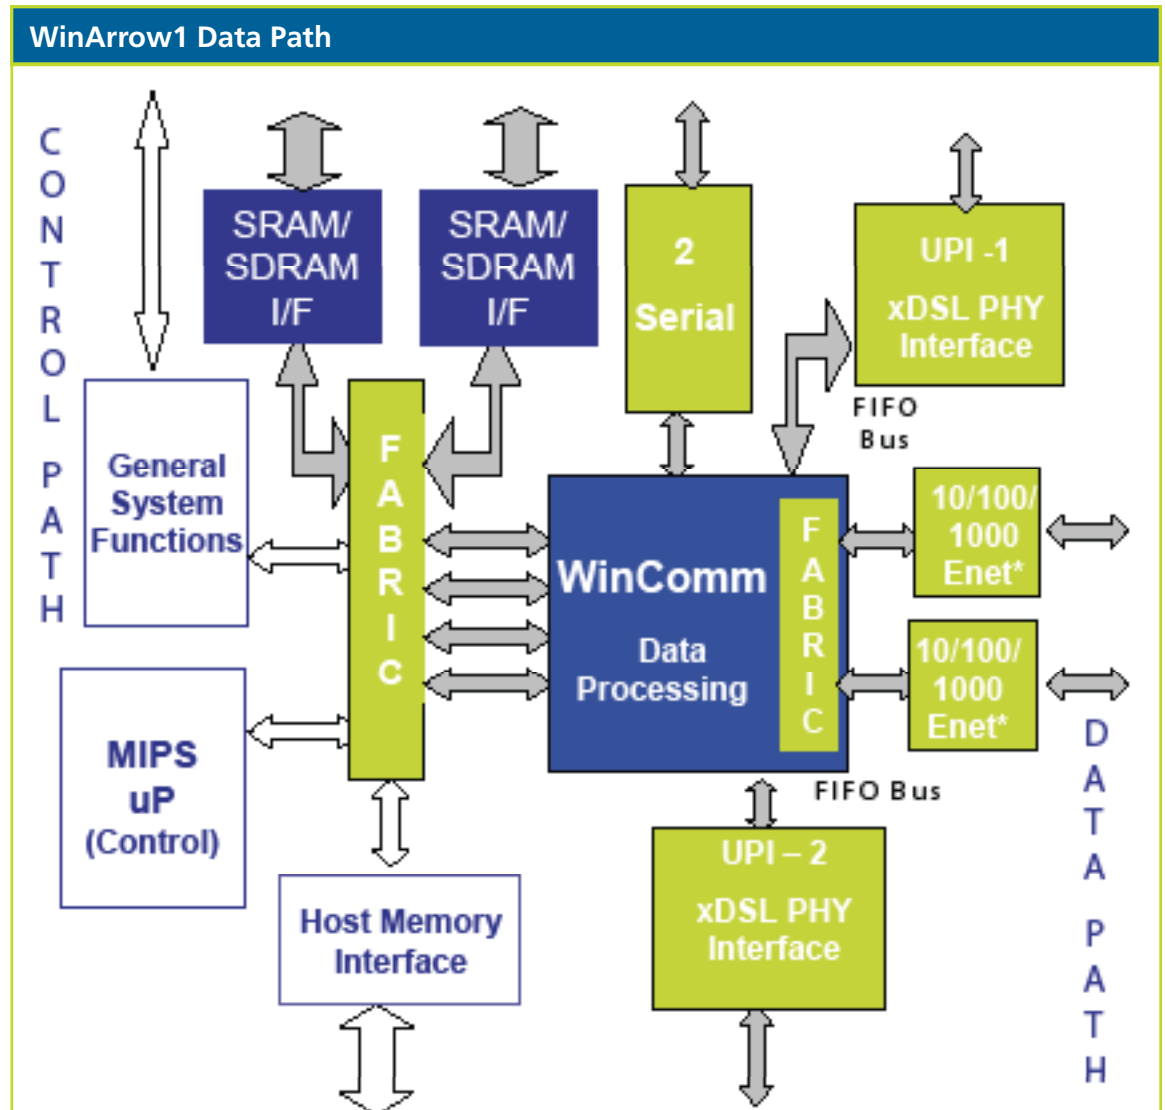 WinArrow1 Data Path
CONTROL PATH
SRAM/
SDRAM
I/F
SRAM/
SDRAM
I/F
2
Serial
UPI -1
xDSL PHY
Interface
FIFO
Bus
General
System
Functions
FABRIC
WinComm
Data
Processing
FABRIC
10/100/
1000
Enet*
10/100/
1000
Enet*
MIPS
uP
(Control)
FIFO Bus
UPI – 2
xDSL PHY
Interface
Host Memory
Interface
DATA PATH